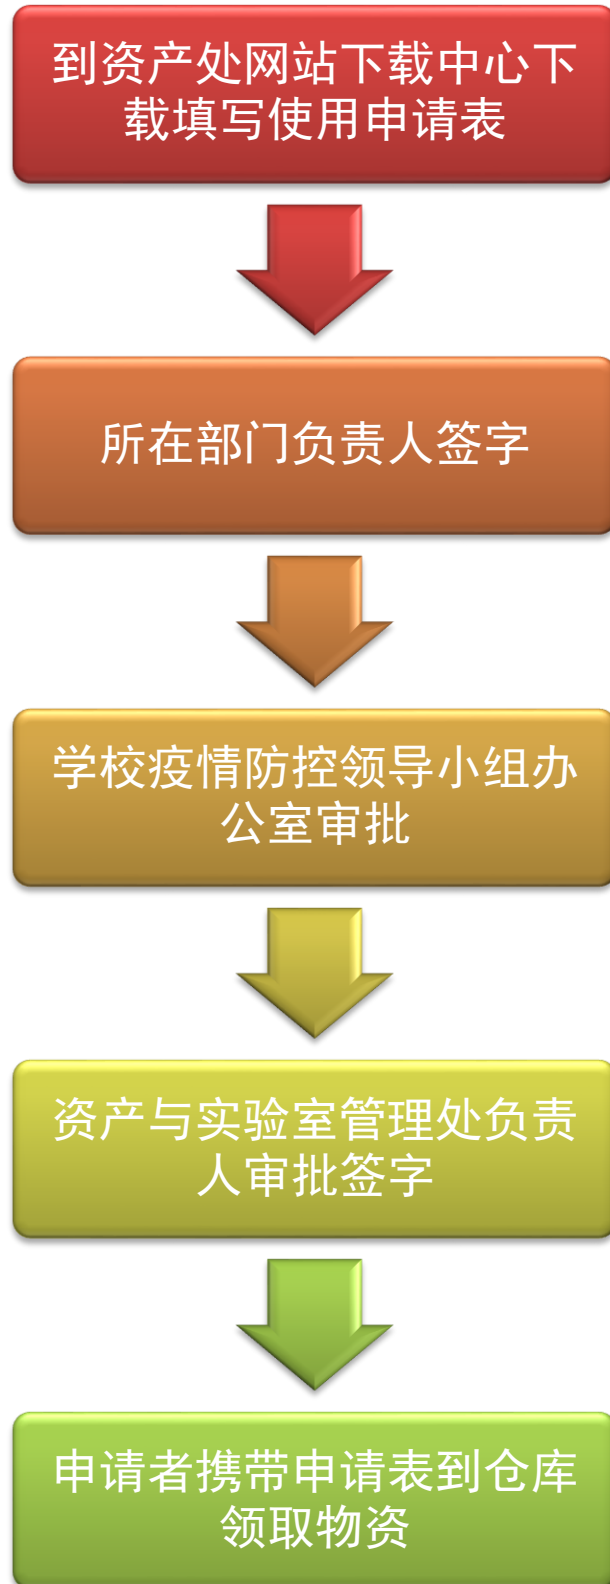 到资产处网站下载中心下
载填写使用申请表
所在部门负责人签字
学校疫情防控领导小组办
公室审批
资产与实验室管理处负责
人审批签字
申请者携带申请表到仓库
领取物资